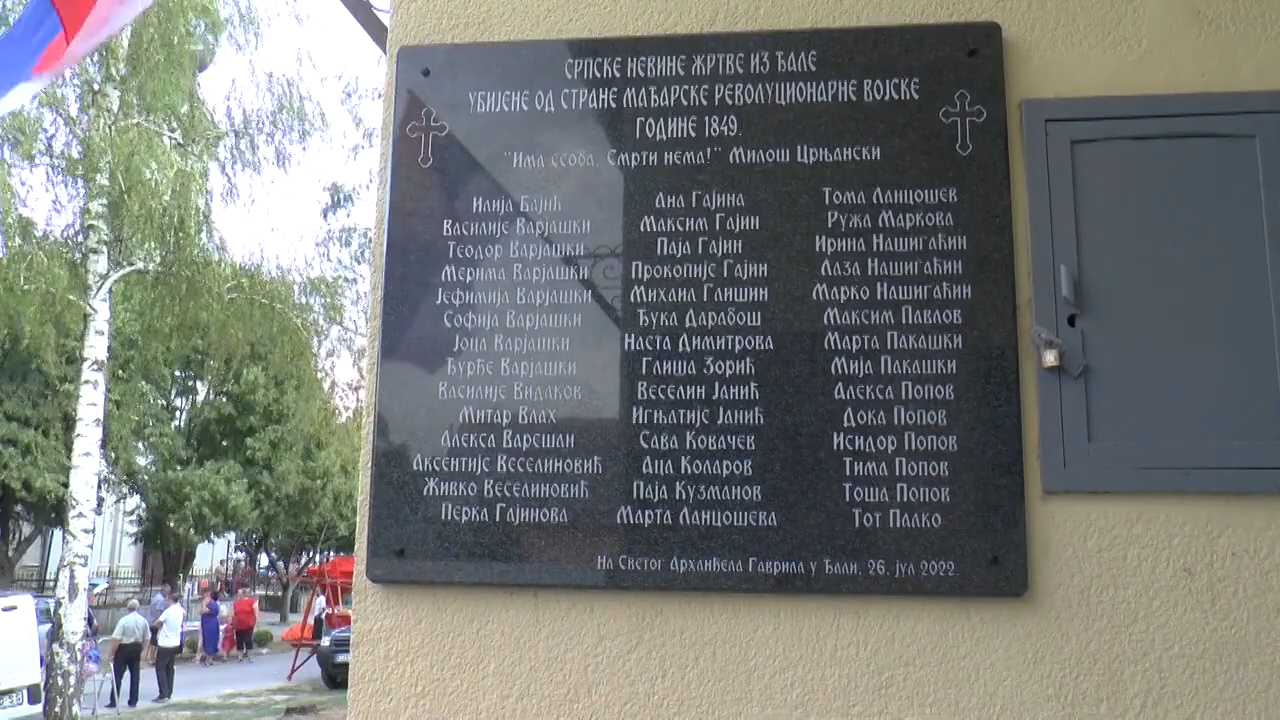 СРПСКЕ НЕВИНЕ ЖРТВЕ ИЗ ЂАЛЕ
УБИЈЕНЕ ОД СТРАНЕ МАЂАРСКЕ РЕВОЛУЦИОНАРНЕ ВОЈСКЕ
ГОДИНЕ 1849.
"Има сеоба. Смрти нема!" Милош Црњански
Илија Бајић
Василије Варјашки
Теодор Варјашки
Мерима Варјашки
Јефимија Варјашки
Софија Варјашки
Јоца Варјашки
Ђурђе Варјашки
Василије Видаков
Митар Влах
Алекса Варешан
Аксентије Веселиновић
Живко Веселиновић
Перка Гајинова
Ана Гајина
Максим Гајин
Паја Гајин
Прокопије Гајин
Михаил Глишин
Ђука Дарабош
Наста Димитрова
Глиша Зорић
Веселин Јанић
Игњатије Јанић
Сава Ковачев
Аца Коларов
Паја Кузманов
Марта Ланцошева
Тома Ланцошев
Ружа Маркова
Ирина Нашигаћин
Лаза Нашигаћин
Марко Нашигаћин
Максим Павлов
Марта Пакашки
Мија Пакашки
Алекса Попов
Дока Попов
Исидор Попов
Тима Попов
Тоша Попов
Тот Палко
На Светог Архангела Гаврила у Ђали, 26. јул 2022.